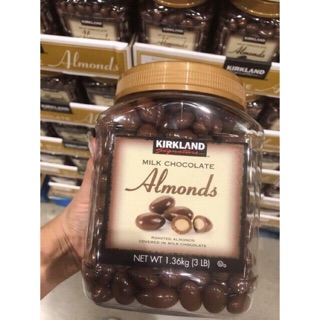 Almonds
KIRKLAND
Almonds
KIRKLAND
Signature
MILK CHOCOLATE
Almonds
ROASTED ALMONDS
COVERED IN MILK CHOCOLATE
NET WT 1.36kg (3 LB)